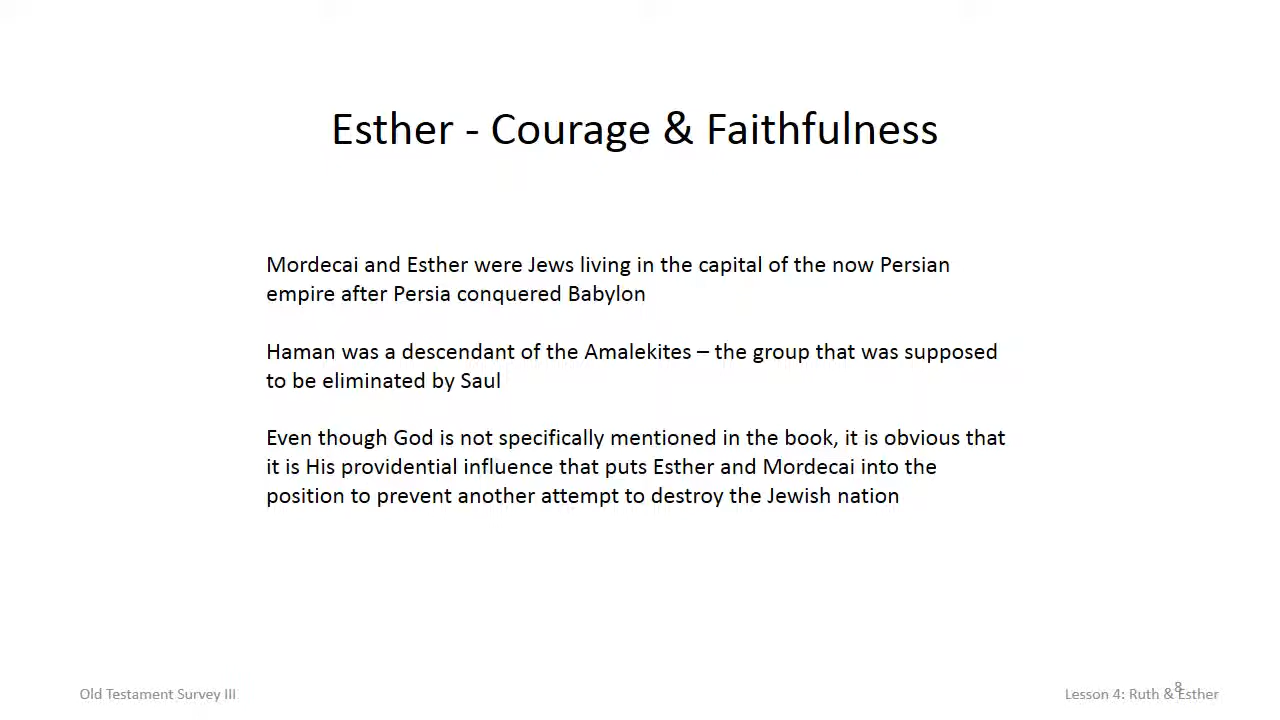 Esther - Courage & Faithfulness
Mordecai and Esther were Jews living in the capital of the now Persian
empire after Persia conquered Babylon
Haman was a descendant of the Amalekites – the group that was supposed
to be eliminated by Saul
Even though God is not specifically mentioned in the book, it is obvious that
it is His providential influence that puts Esther and Mordecai into the
position to prevent another attempt to destroy the Jewish nation
Old Testament Survey III
Lesson 4: Ruth & Esther
8